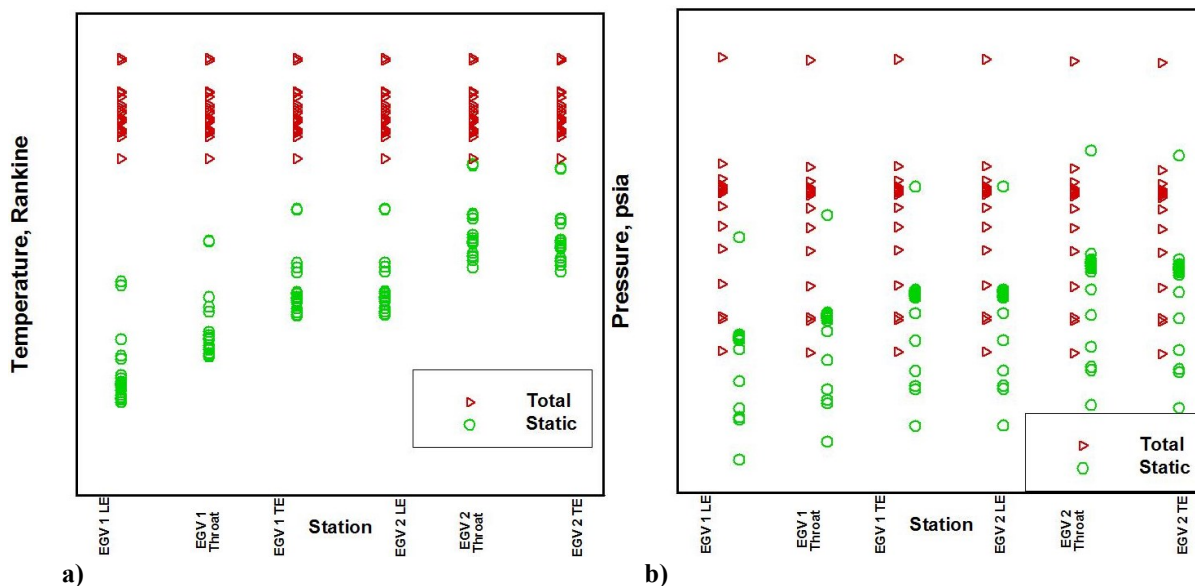 Temperature, Rankine
Total
Static
EGV 1 LE
EGV 1
Throat
EGV 1 TE
Station
EGV 2 LE
EGV 2
Throat
EGV 2 TE
a)
Pressure, psia
Total
Static
EGV 1 LE
EGV 1
Throat
EGV 1 TE
Station
EGV 2 LE
EGV 2
Throat
EGV 2 TE
b)